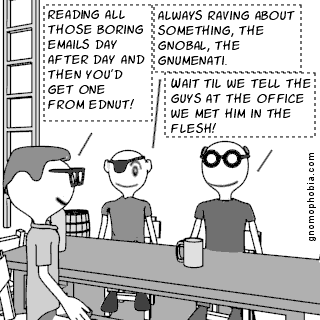 READING ALL
THOSE BORING
EMAILS DAY
AFTER DAY AND
THEN YOU'D
GET ONE
FROM EDNUT!
ALWAYS RAVING ABOUT
SOMETHING, THE
GNOBAL, THE
GNUMENATI.
WAIT TIL WE TELL THE
GUYS AT THE OFFICE
WE MET HIM IN THE
FLESH!
gnomophobia.com